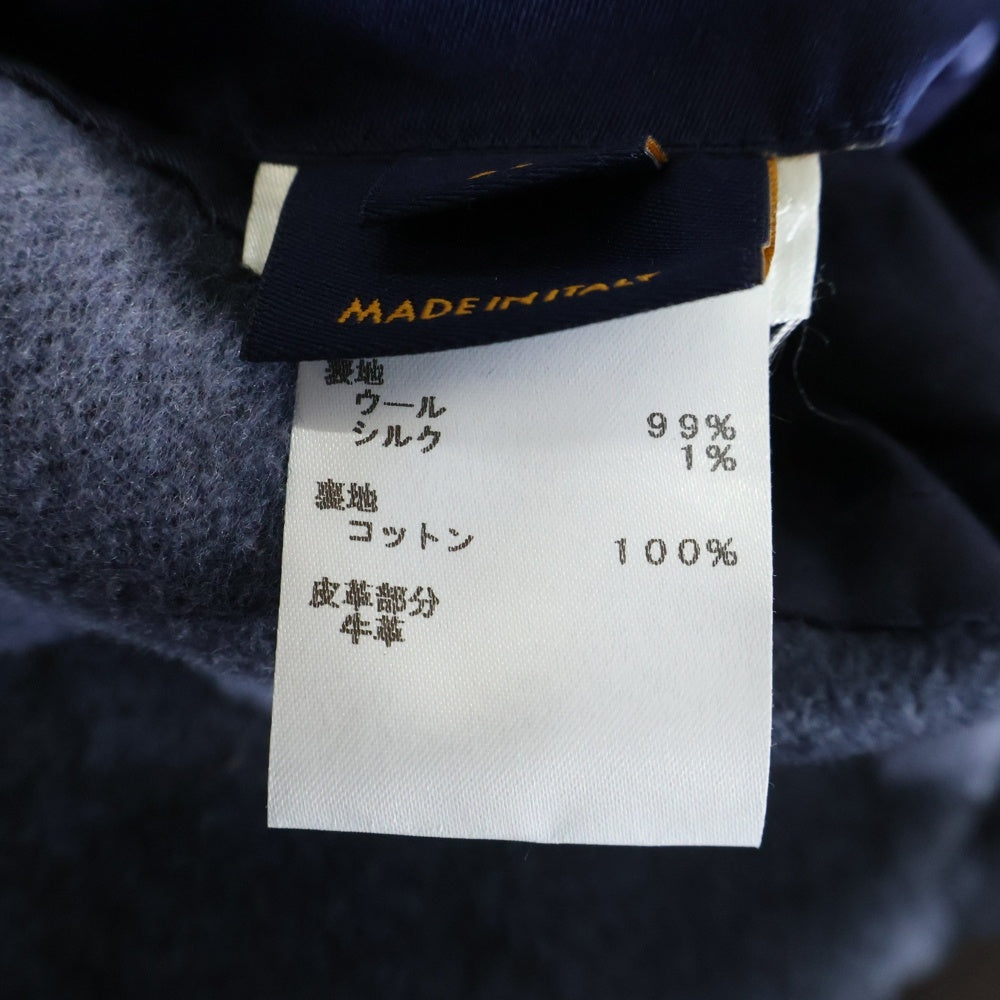 MADE IN ITALY
表地
ウール 99%
シルク 1%
裏地
コットン 100%
皮革部分
牛革